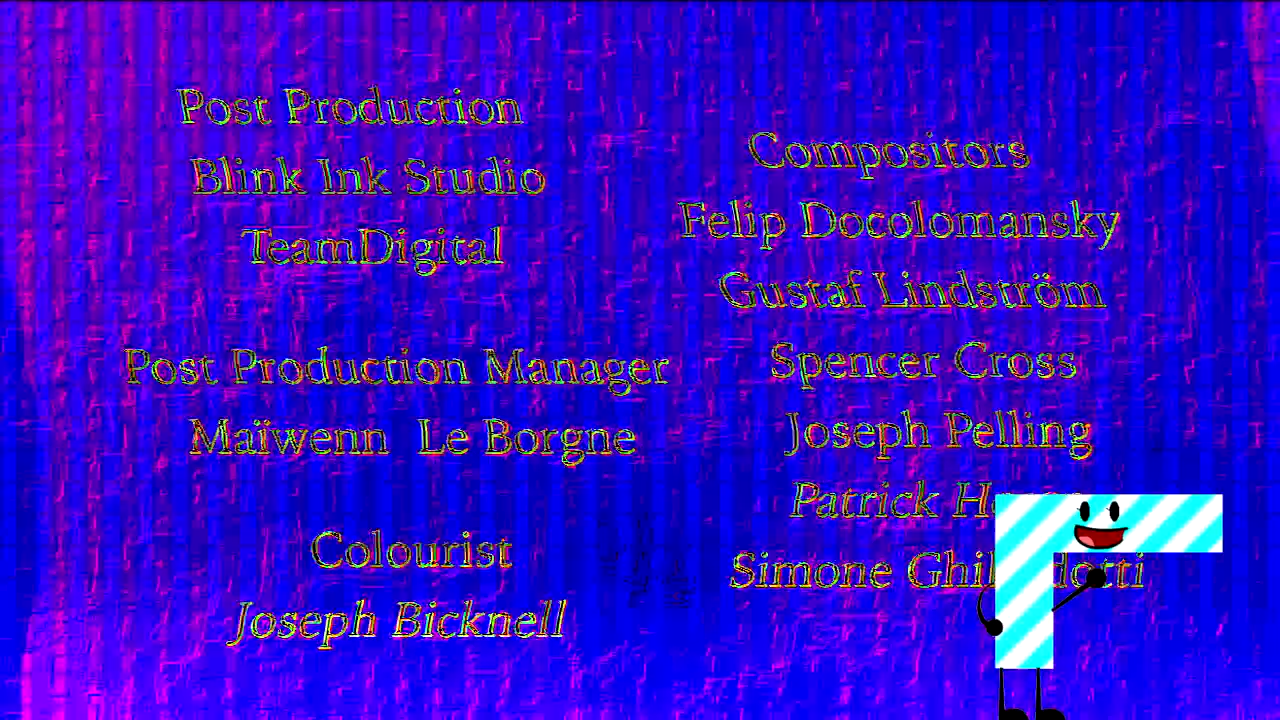 Post Production
Blink Ink Studio
TeamDigital
Post Production Manager
Maïwenn Le Borgne
Colourist
Joseph Bicknell
Compositors
Felip Docolomansky
Gustaf Lindström
Spencer Cross
Joseph Pelling
Patrick
Simone